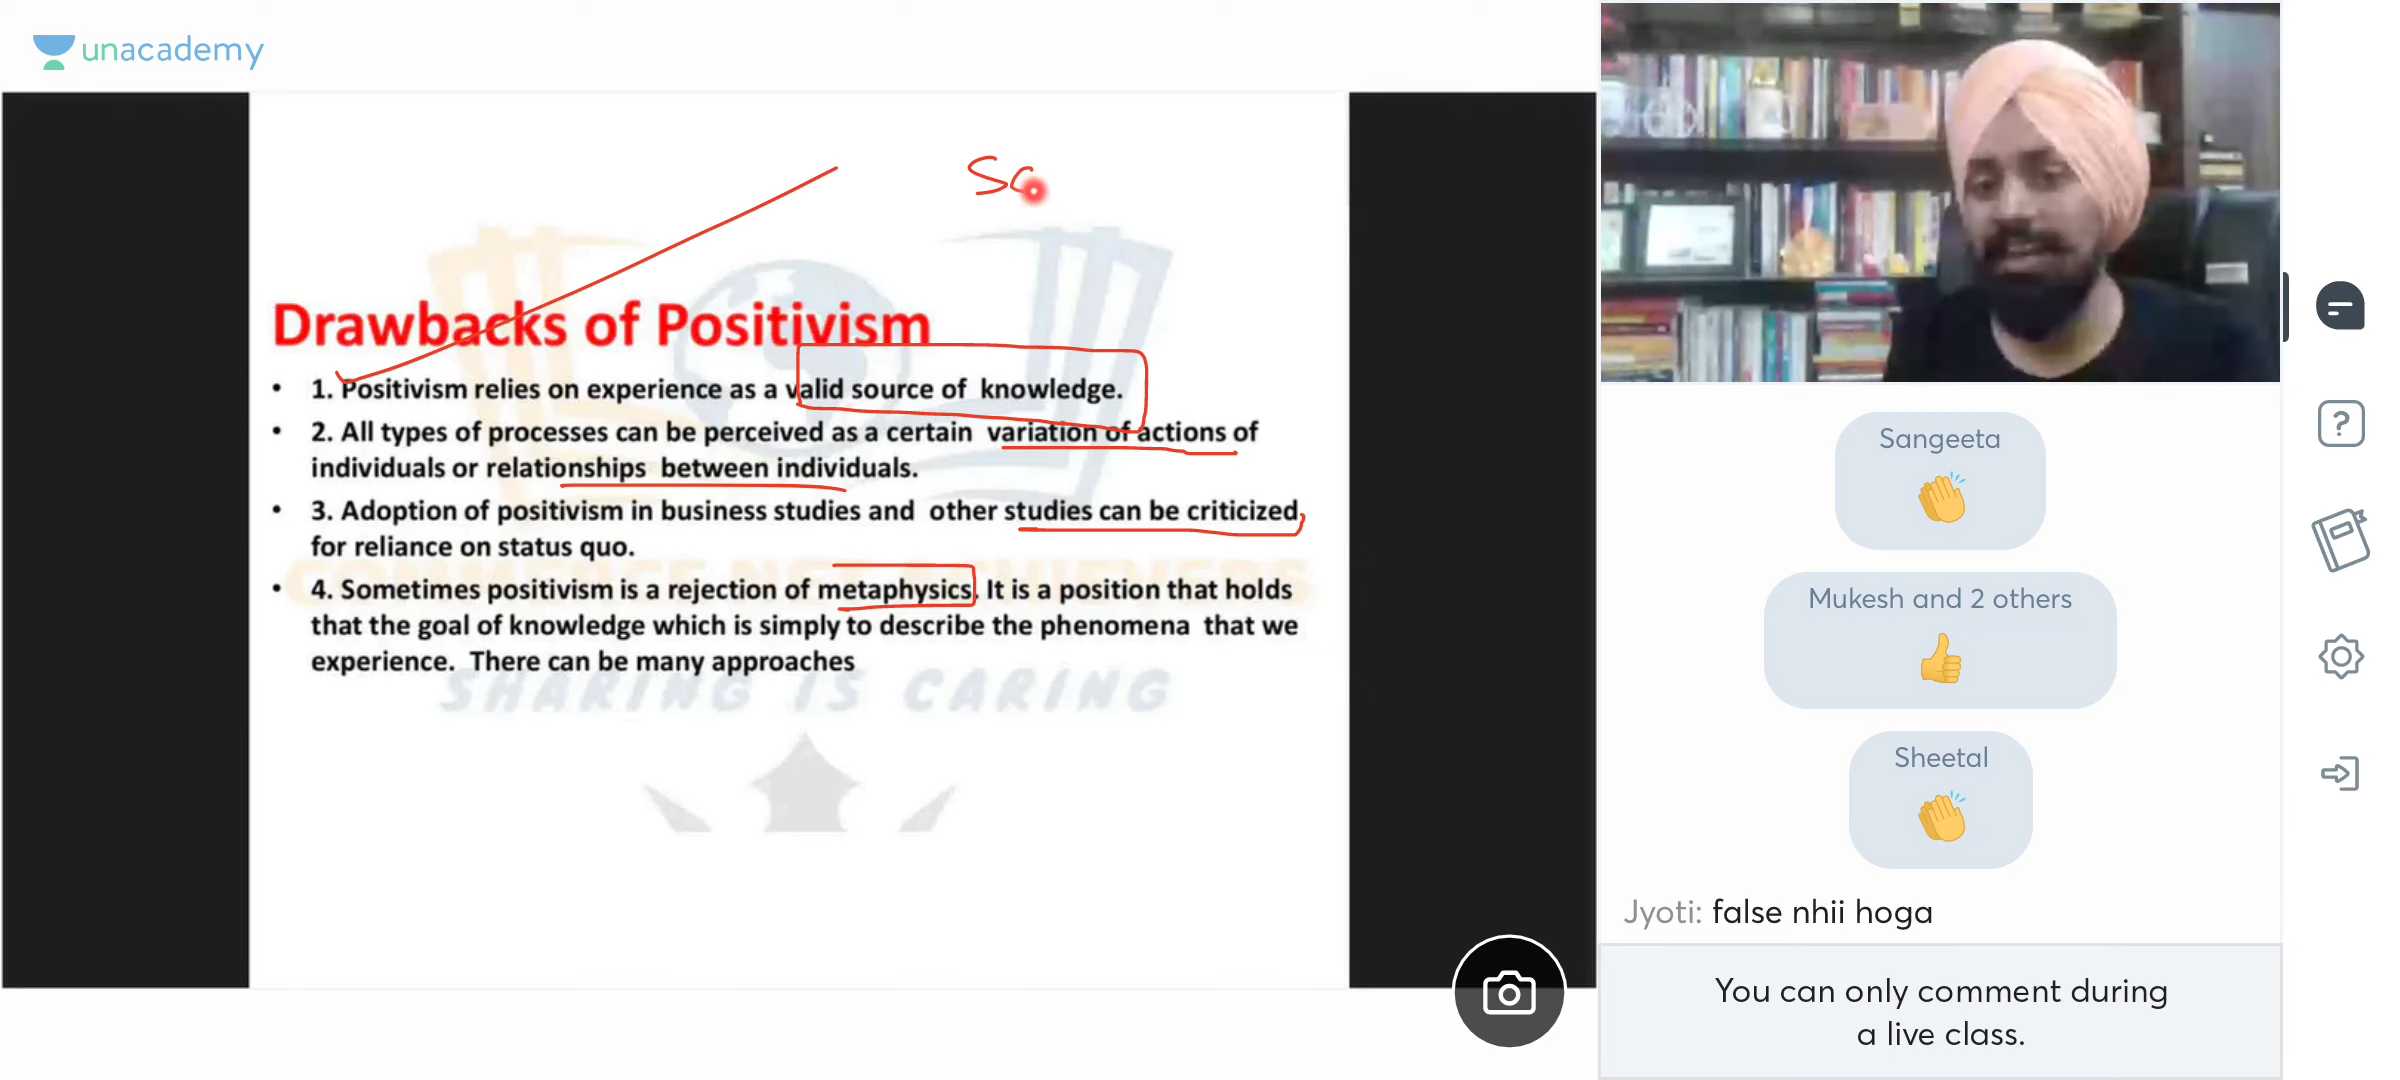 unacademy
Sc
Drawbacks of Positivism
• 1. Positivism relies on experience as a valid source of knowledge.
• 2. All types of processes can be perceived as a certain variation of actions of
individuals or relationships between individuals.
• 3. Adoption of positivism in business studies and other studies can be criticized
for reliance on status quo.
• 4. Sometimes positivism is a rejection of metaphysics. It is a position that holds
that the goal of knowledge which is simply to describe the phenomena that we
experience. There can be many approaches
SHARING IS CARING
Sangeeta
Mukesh and 2 others
Sheetal
Jyoti: false nhii hoga
You can only comment during
a live class.